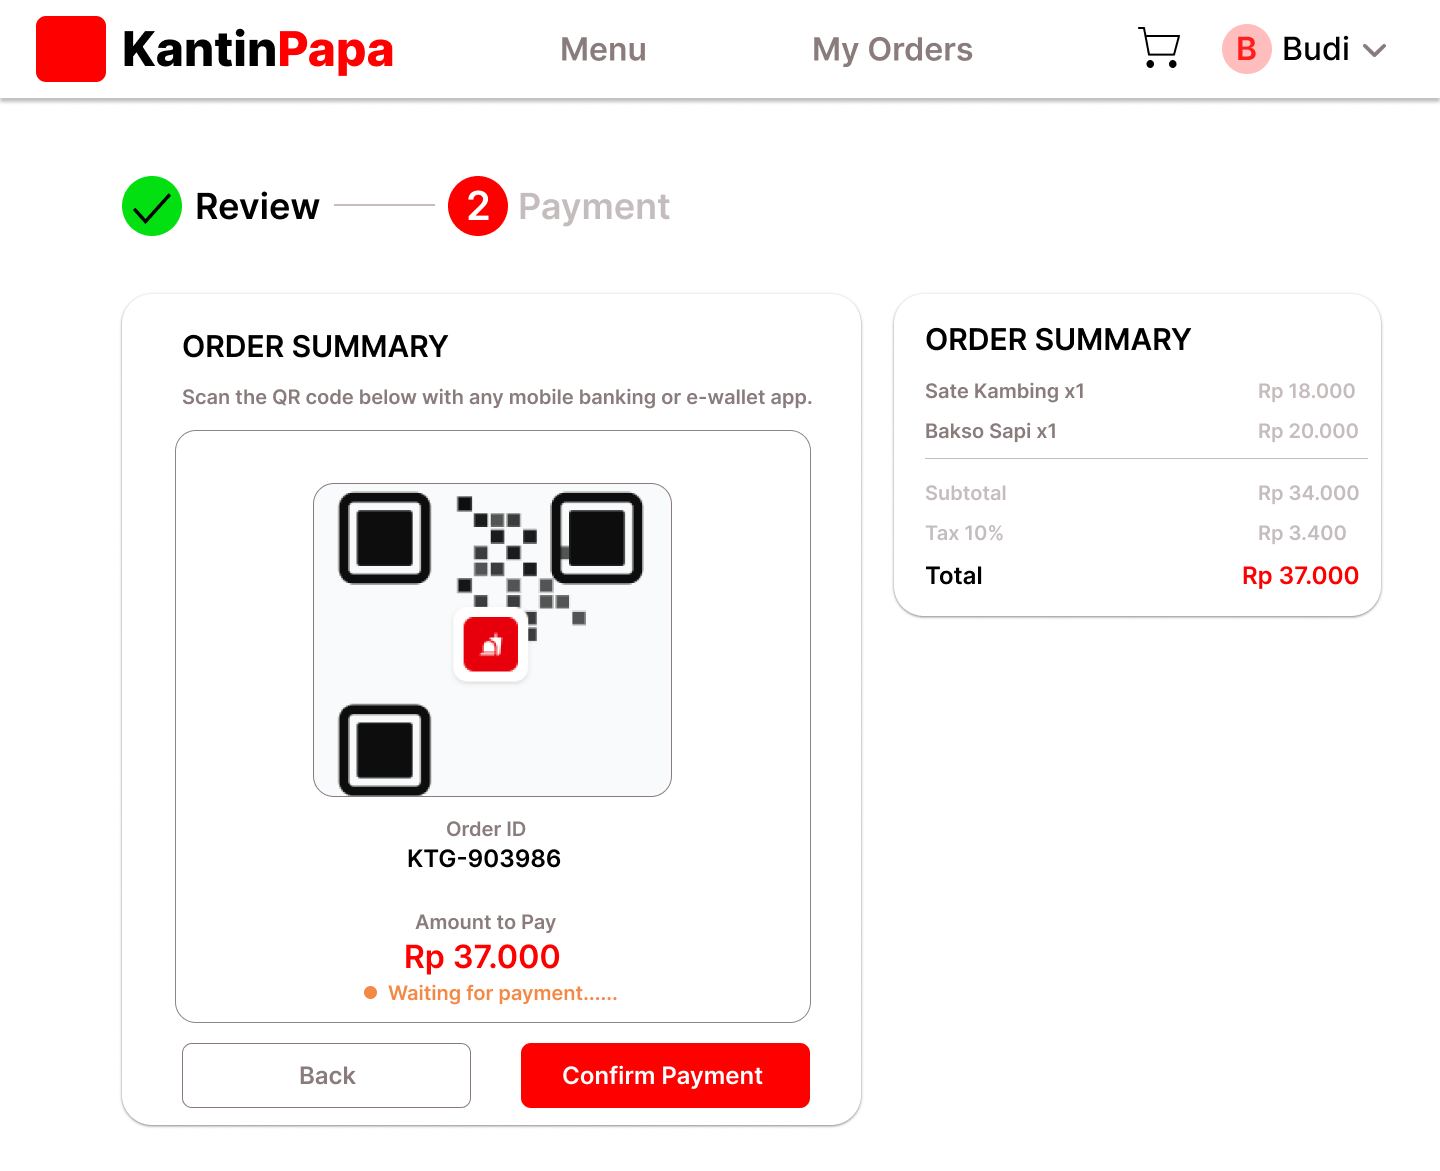 KantinPapa
Menu
My Orders
B
Budi
Review
2
Payment
ORDER SUMMARY
Scan the QR code below with any mobile banking or e-wallet app.
Order ID
KTG-903986
Amount to Pay
Rp 37.000
Waiting for payment......
Back
Confirm Payment
ORDER SUMMARY
Sate Kambing x1 Rp 18.000
Bakso Sapi x1 Rp 20.000
Subtotal Rp 34.000
Tax 10% Rp 3.400
Total Rp 37.000